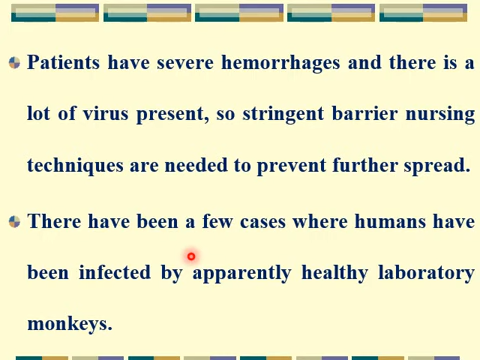 Patients have severe hemorrhages and there is a
lot of virus present, so stringent barrier nursing
techniques are needed to prevent further spread.
There have been a few cases where humans have
been infected by apparently healthy laboratory
monkeys.